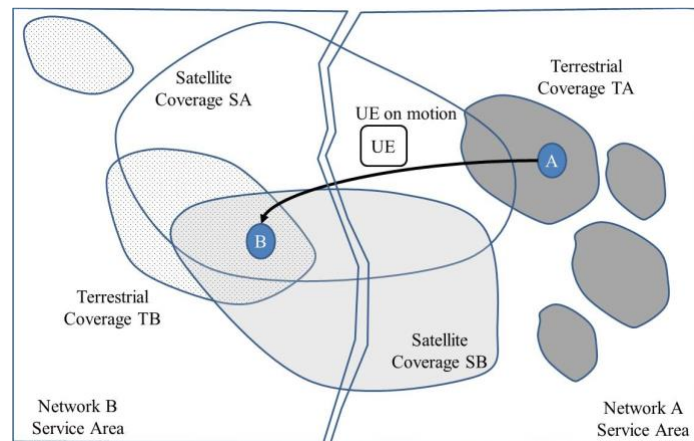 Satellite
Coverage SA
Terrestrial
Coverage TA
UE on motion
UE
A
B
Terrestrial
Coverage TB
Satellite
Coverage SB
Network B
Service Area
Network A
Service Area